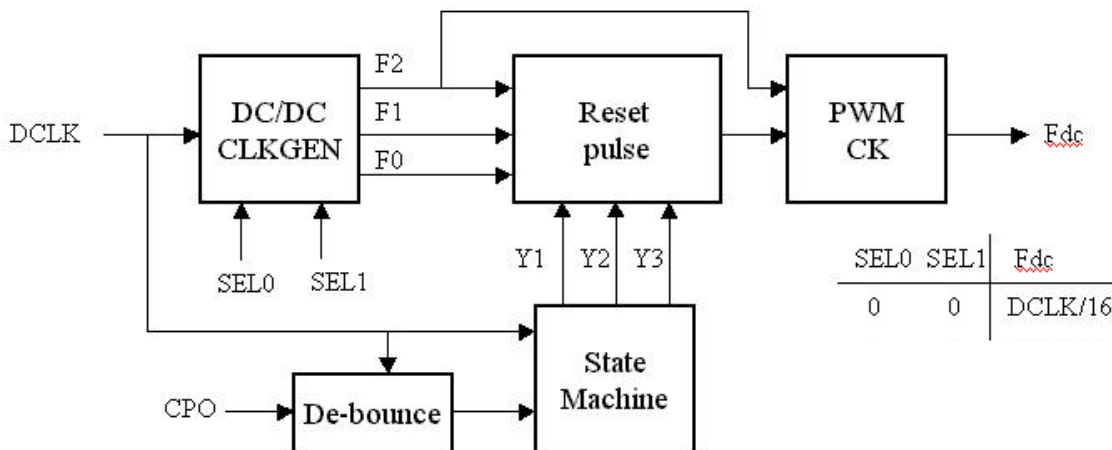 F2
DC/DC
CLKGEN
Reset
pulse
PWM
CK
DCLK
F1
F0
Fdc
SEL0
SEL1
Y1
Y2
Y3
SEL0 SEL1 Fdc
0 0 DCLK/16
State
Machine
CPO
De-bounce